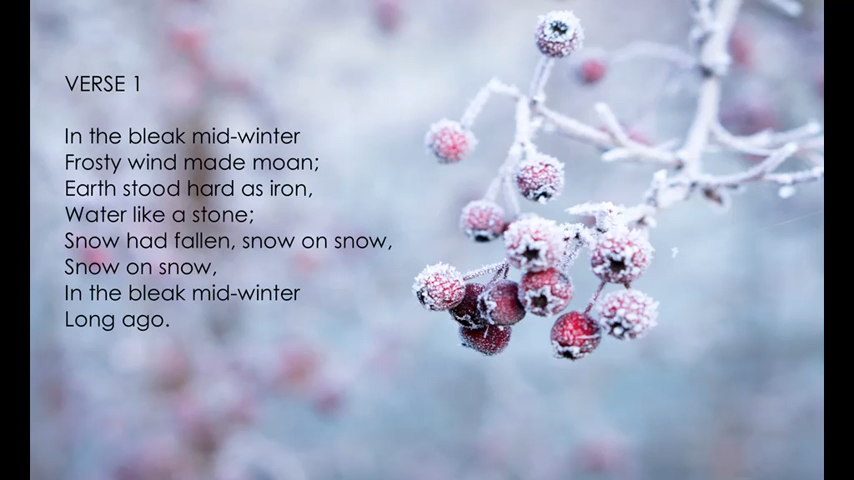 VERSE 1
In the bleak mid-winter
Frosty wind made moan;
Earth stood hard as iron,
Water like a stone;
Snow had fallen, snow on snow,
Snow on snow,
In the bleak mid-winter
Long ago.